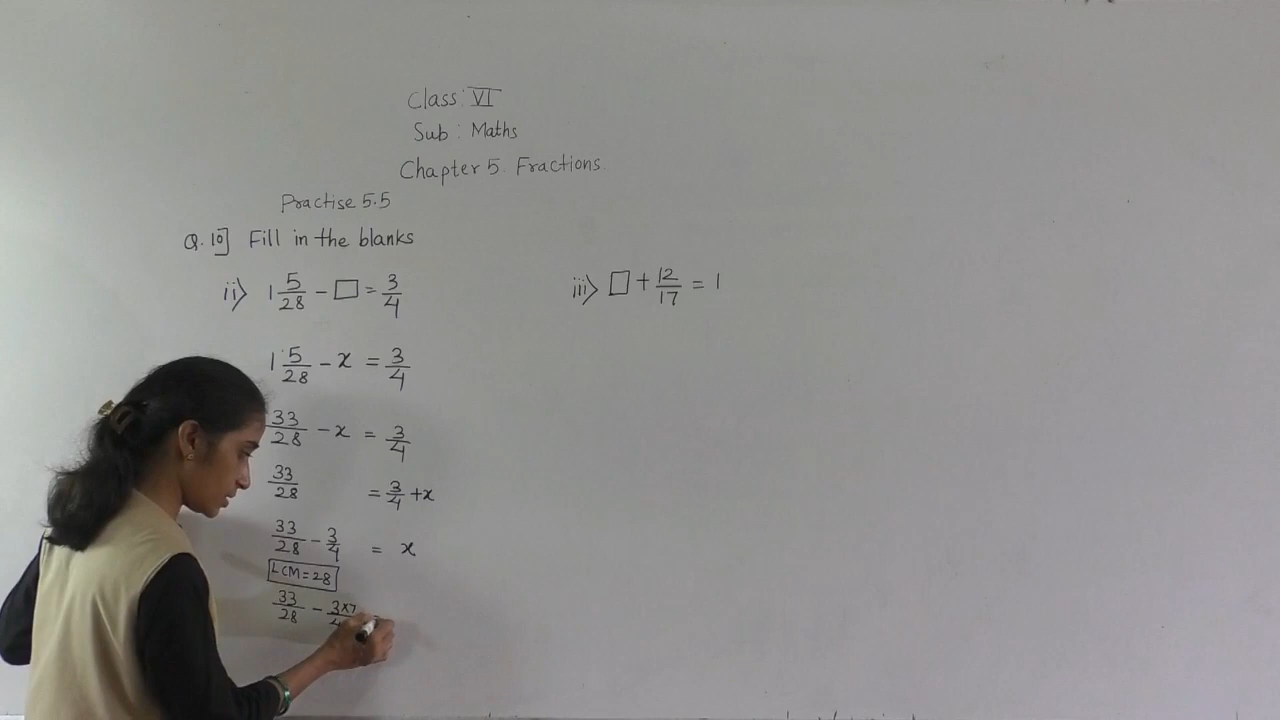 Class: VI
Sub: Maths
Chapter 5. Fractions.
Practise 5.5
Q.10] Fill in the blanks
ii) 1 5/28 - □ = 3/4
1 5/28 - x = 3/4
33/28 - x = 3/4
33/28 = 3/4 + x
33/28 - 3/4 = x
LCM = 28
33/28 - 3×7/4
iii) □ + 12/17 = 1